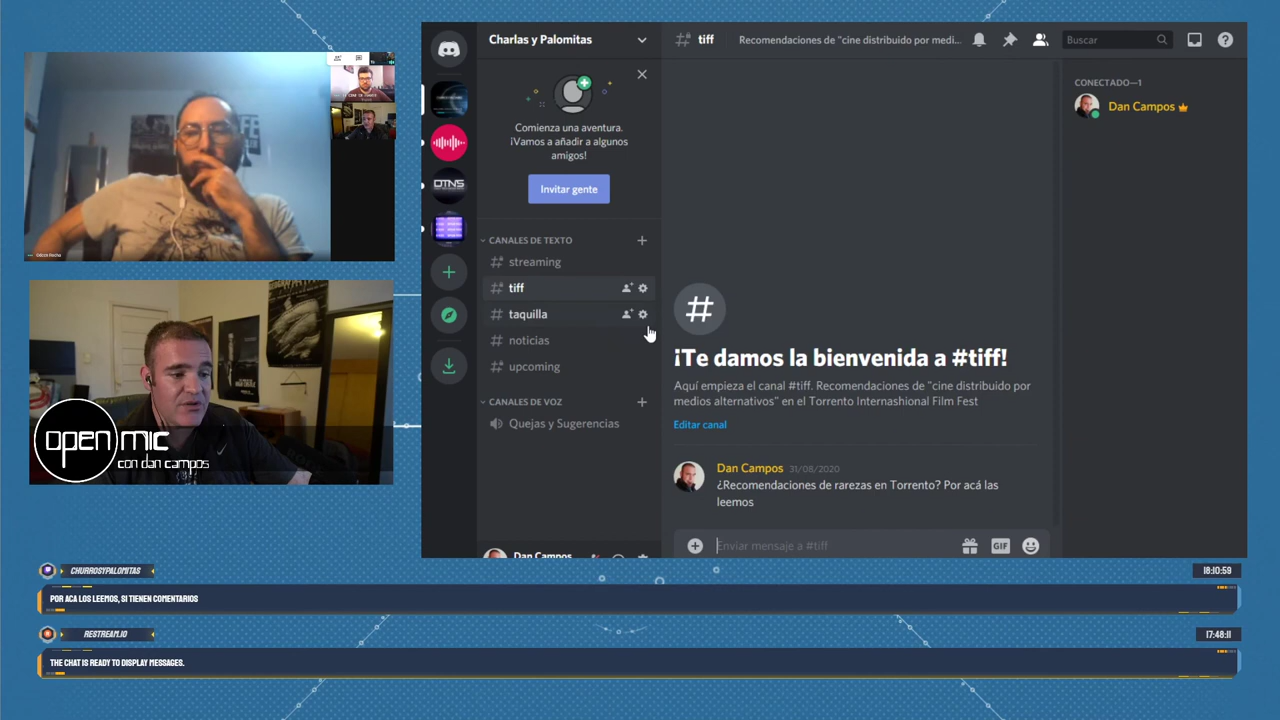 Charlas y Palomitas
Comienza una aventura.
¡Vamos a añadir a algunos
amigos!
Invitar gente
CANALES DE TEXTO
streaming
tiff
taquilla
noticias
upcoming
CANALES DE VOZ
Quejas y Sugerencias
Dan Campos
DTNS
# tiff
Recomendaciones de "cine distribuido por medi...
Buscar
CONECTADO—1
Dan Campos
#
¡Te damos la bienvenida a #tiff!
Aquí empieza el canal #tiff. Recomendaciones de "cine distribuido por
medios alternativos" en el Torrento Internashional Film Fest
Editar canal
Dan Campos 31/08/2020
¿Recomendaciones de rarezas en Torrento? Por acá las
leemos
Enviar mensaje a #tiff
GIF
OPEN MIC
con dan campos
CHURROSYPALOMITAS
18:10:59
POR ACA LOS LEEMOS, SI TIENEN COMENTARIOS
RESTREAM.IO
17:48:11
THE CHAT IS READY TO DISPLAY MESSAGES.